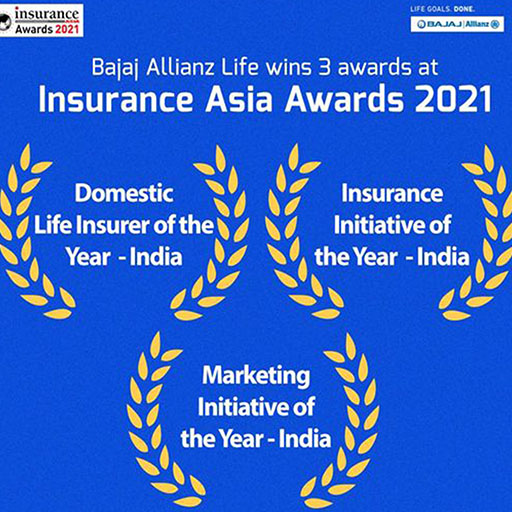 insurance
Awards 2021
LIFE GOALS. DONE.
BAJAJ Allianz
Bajaj Allianz Life wins 3 awards at
Insurance Asia Awards 2021
Domestic
Life Insurer of the
Year - India
Insurance
Initiative of
the Year - India
Marketing
Initiative of
the Year - India